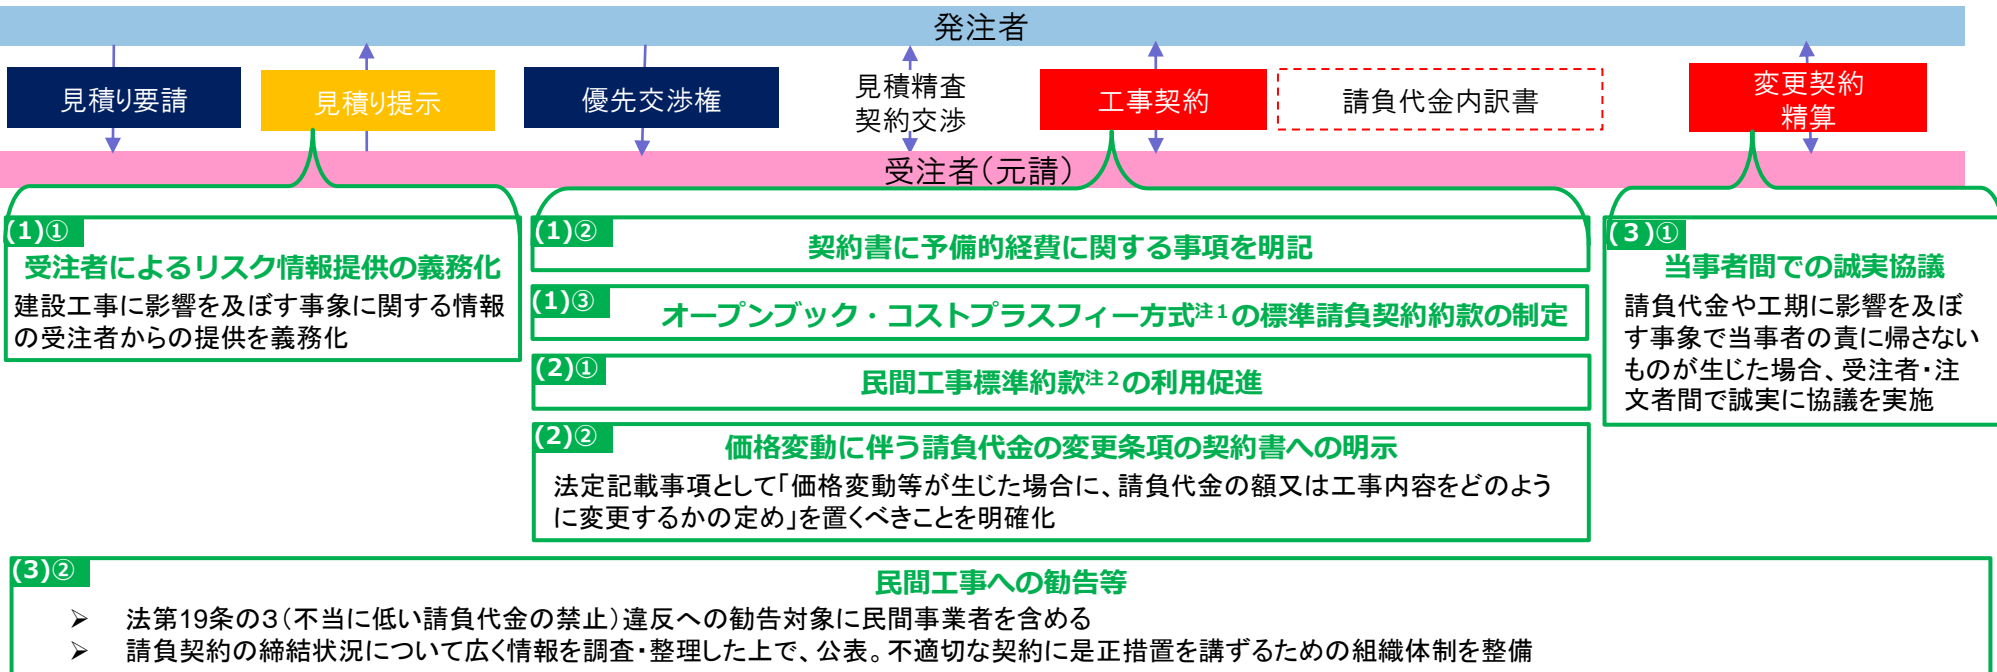 発注者
見積り要請
見積り提示
優先交渉権
見積精査
契約交渉
工事契約
請負代金内訳書
変更契約
精算
受注者(元請)
(1)①
受注者によるリスク情報提供の義務化
建設工事に影響を及ぼす事象に関する情報
の受注者からの提供を義務化
(1)②
契約書に予備的経費に関する事項を明記
(1)③
オープンブック・コストプラスフィー方式注1の標準請負契約約款の制定
(2)①
民間工事標準約款注2の利用促進
(2)②
価格変動に伴う請負代金の変更条項の契約書への明示
法定記載事項として「価格変動等が生じた場合に、請負代金の額又は工事内容をどのよう
に変更するかの定め」を置くべきことを明確化
(3)①
当事者間での誠実協議
請負代金や工期に影響を及ぼ
す事象で当事者の責に帰さない
ものが生じた場合、受注者・注
文者間で誠実に協議を実施
(3)②
民間工事への勧告等
➢ 法第19条の3(不当に低い請負代金の禁止)違反への勧告対象に民間事業者を含める
➢ 請負契約の締結状況について広く情報を調査・整理した上で、公表。不適切な契約に是正措置を講ずるための組織体制を整備